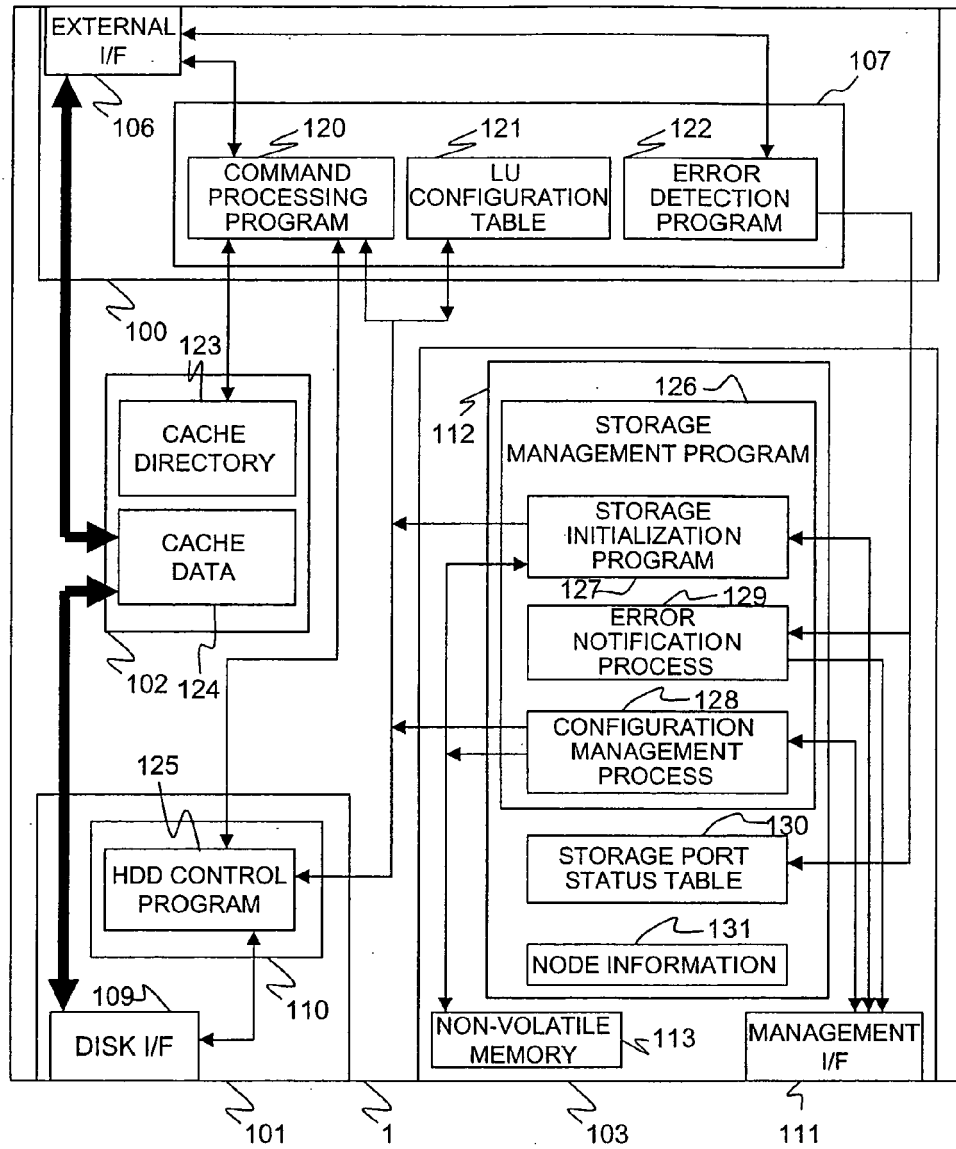 EXTERNAL
I/F
106
107
120
121
122
COMMAND
PROCESSING
PROGRAM
LU
CONFIGURATION
TABLE
ERROR
DETECTION
PROGRAM
100
123
CACHE
DIRECTORY
CACHE
DATA
102
124
112
126
STORAGE
MANAGEMENT PROGRAM
STORAGE
INITIALIZATION
PROGRAM
127
129
ERROR
NOTIFICATION
PROCESS
128
CONFIGURATION
MANAGEMENT
PROCESS
130
STORAGE PORT
STATUS TABLE
131
NODE INFORMATION
125
HDD CONTROL
PROGRAM
110
109
DISK I/F
NON-VOLATILE
MEMORY
113
MANAGEMENT
I/F
101
1
103
111